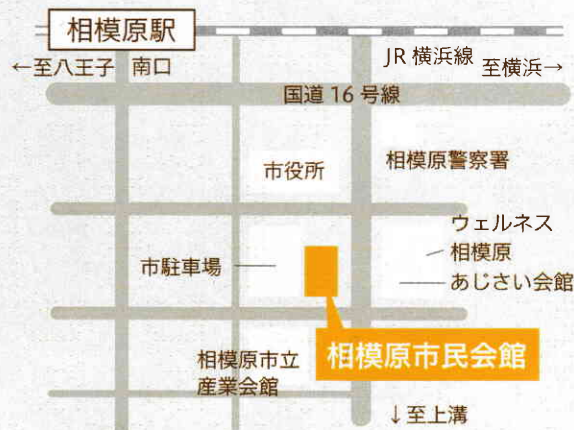 相模原駅
←至八王子 南口
JR 横浜線 至横浜→
国道 16 号線
市役所
相模原警察署
ウェルネス
相模原
市駐車場
あじさい会館
相模原市民会館
相模原市立
産業会館
↓至上溝